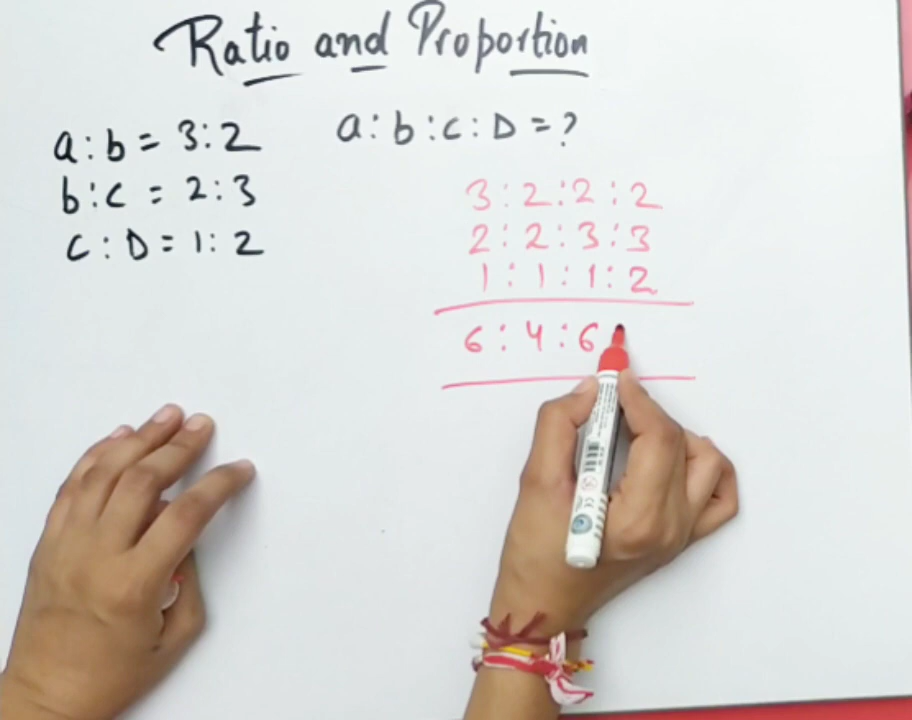 Ratio and Proportion
a : b = 3 : 2
a : b : c : D = ?
b : c = 2 : 3
c : D = 1 : 2
3 : 2 : 2 : 2
2 : 2 : 3 : 3
1 : 1 : 1 : 2
6 : 4 : 6